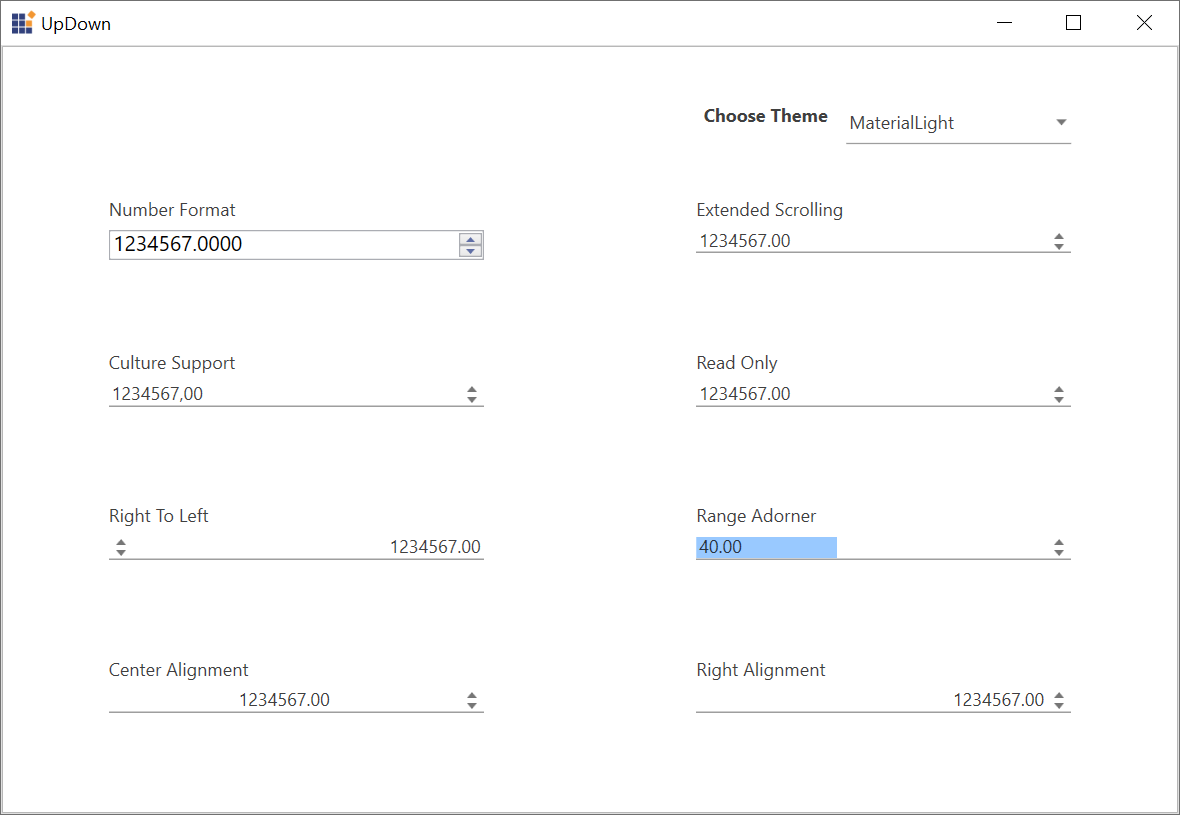 UpDown
Choose Theme MaterialLight
Number Format
1234567.0000
Extended Scrolling
1234567.00
Culture Support
1234567,00
Read Only
1234567.00
Right To Left
1234567.00
Range Adorner
40.00
Center Alignment
1234567.00
Right Alignment
1234567.00